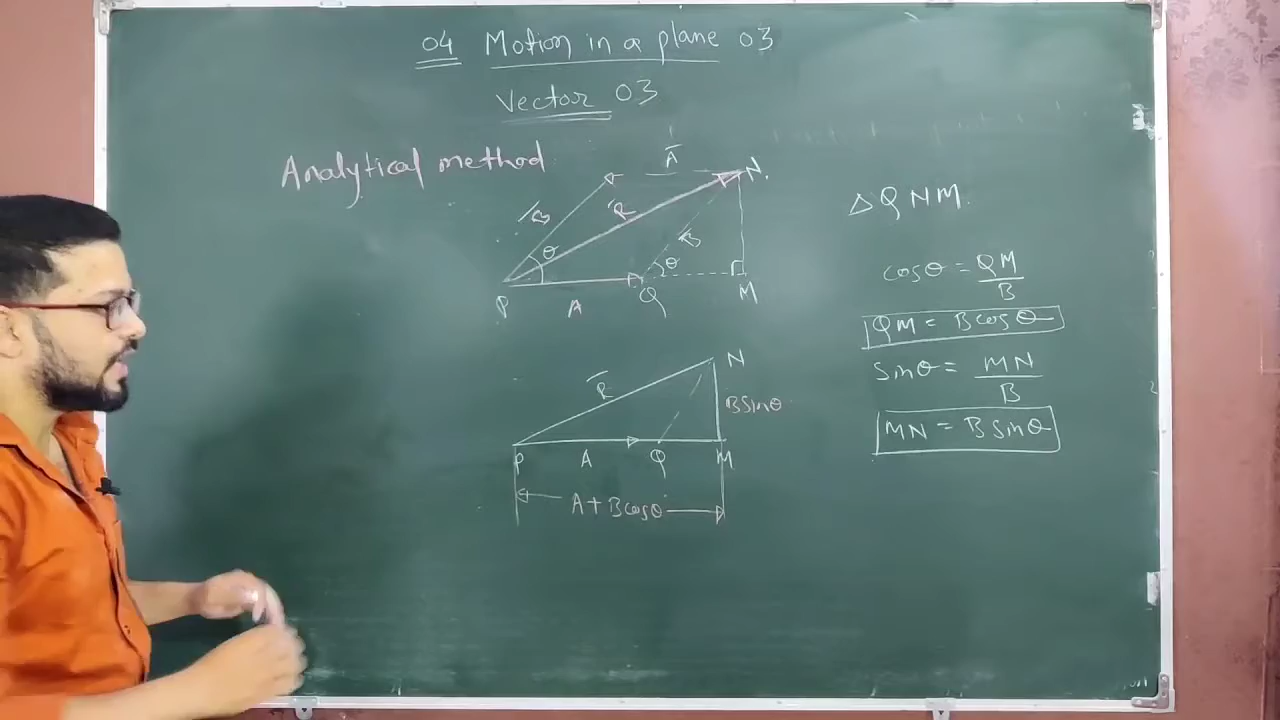 04 Motion in a plane 03
Vector 03
Analytical method
A
N.
B
R
θ
B
θ
P
A
Q
M
△QNM.
cosθ = QM/B
QM = Bcosθ
sinθ = MN/B
MN = Bsinθ
N
R
Bsinθ
P
A
Q
M
A + Bcosθ